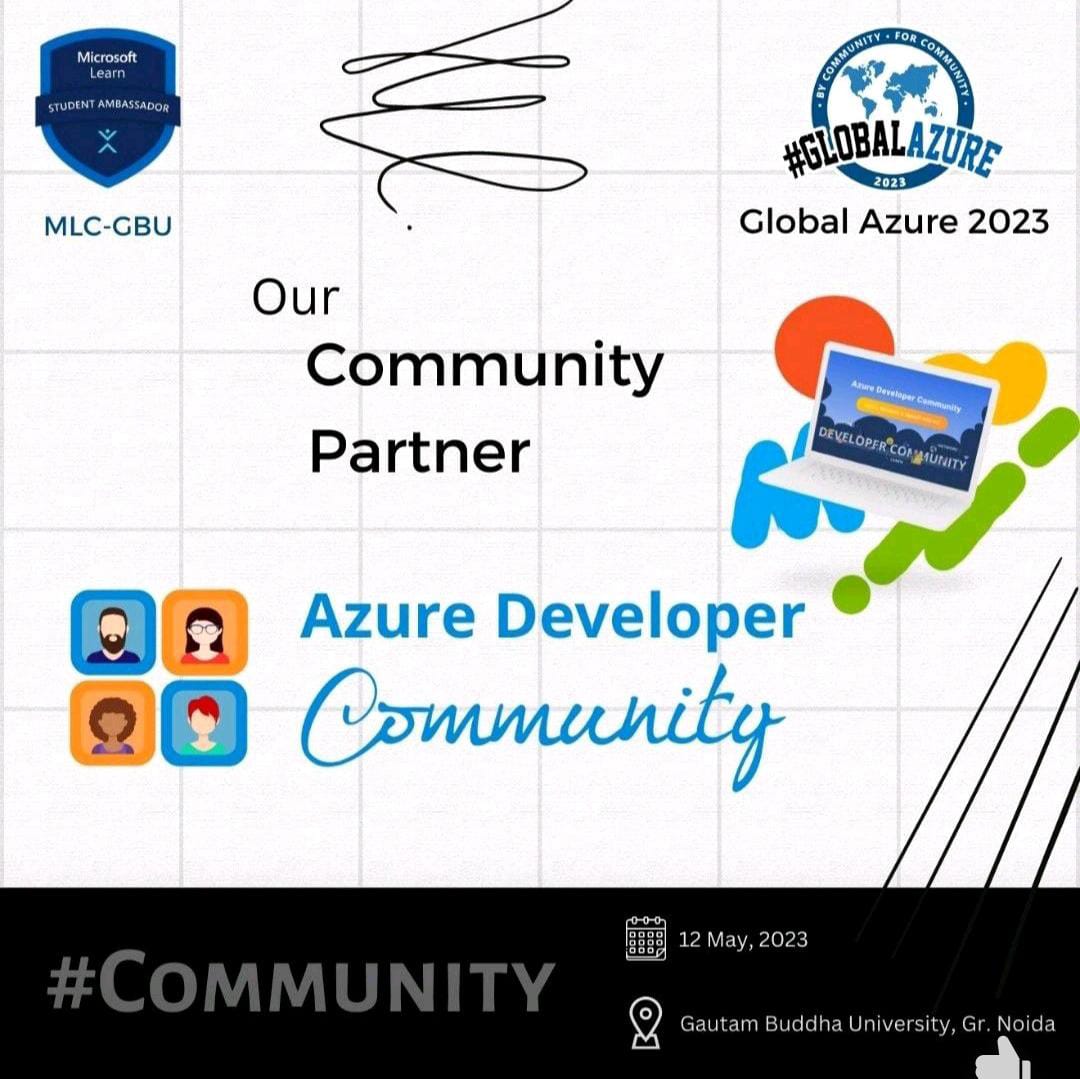 Microsoft
Learn
STUDENT AMBASSADOR
MLC-GBU
BY COMMUNITY • FOR COMMUNITY
#GLOBALAZURE
2023
Global Azure 2023
Our
Community
Partner
Azure Developer Community
DEVELOPER COMMUNITY
Azure Developer
Community
#COMMUNITY
12 May, 2023
Gautam Buddha University, Gr. Noida